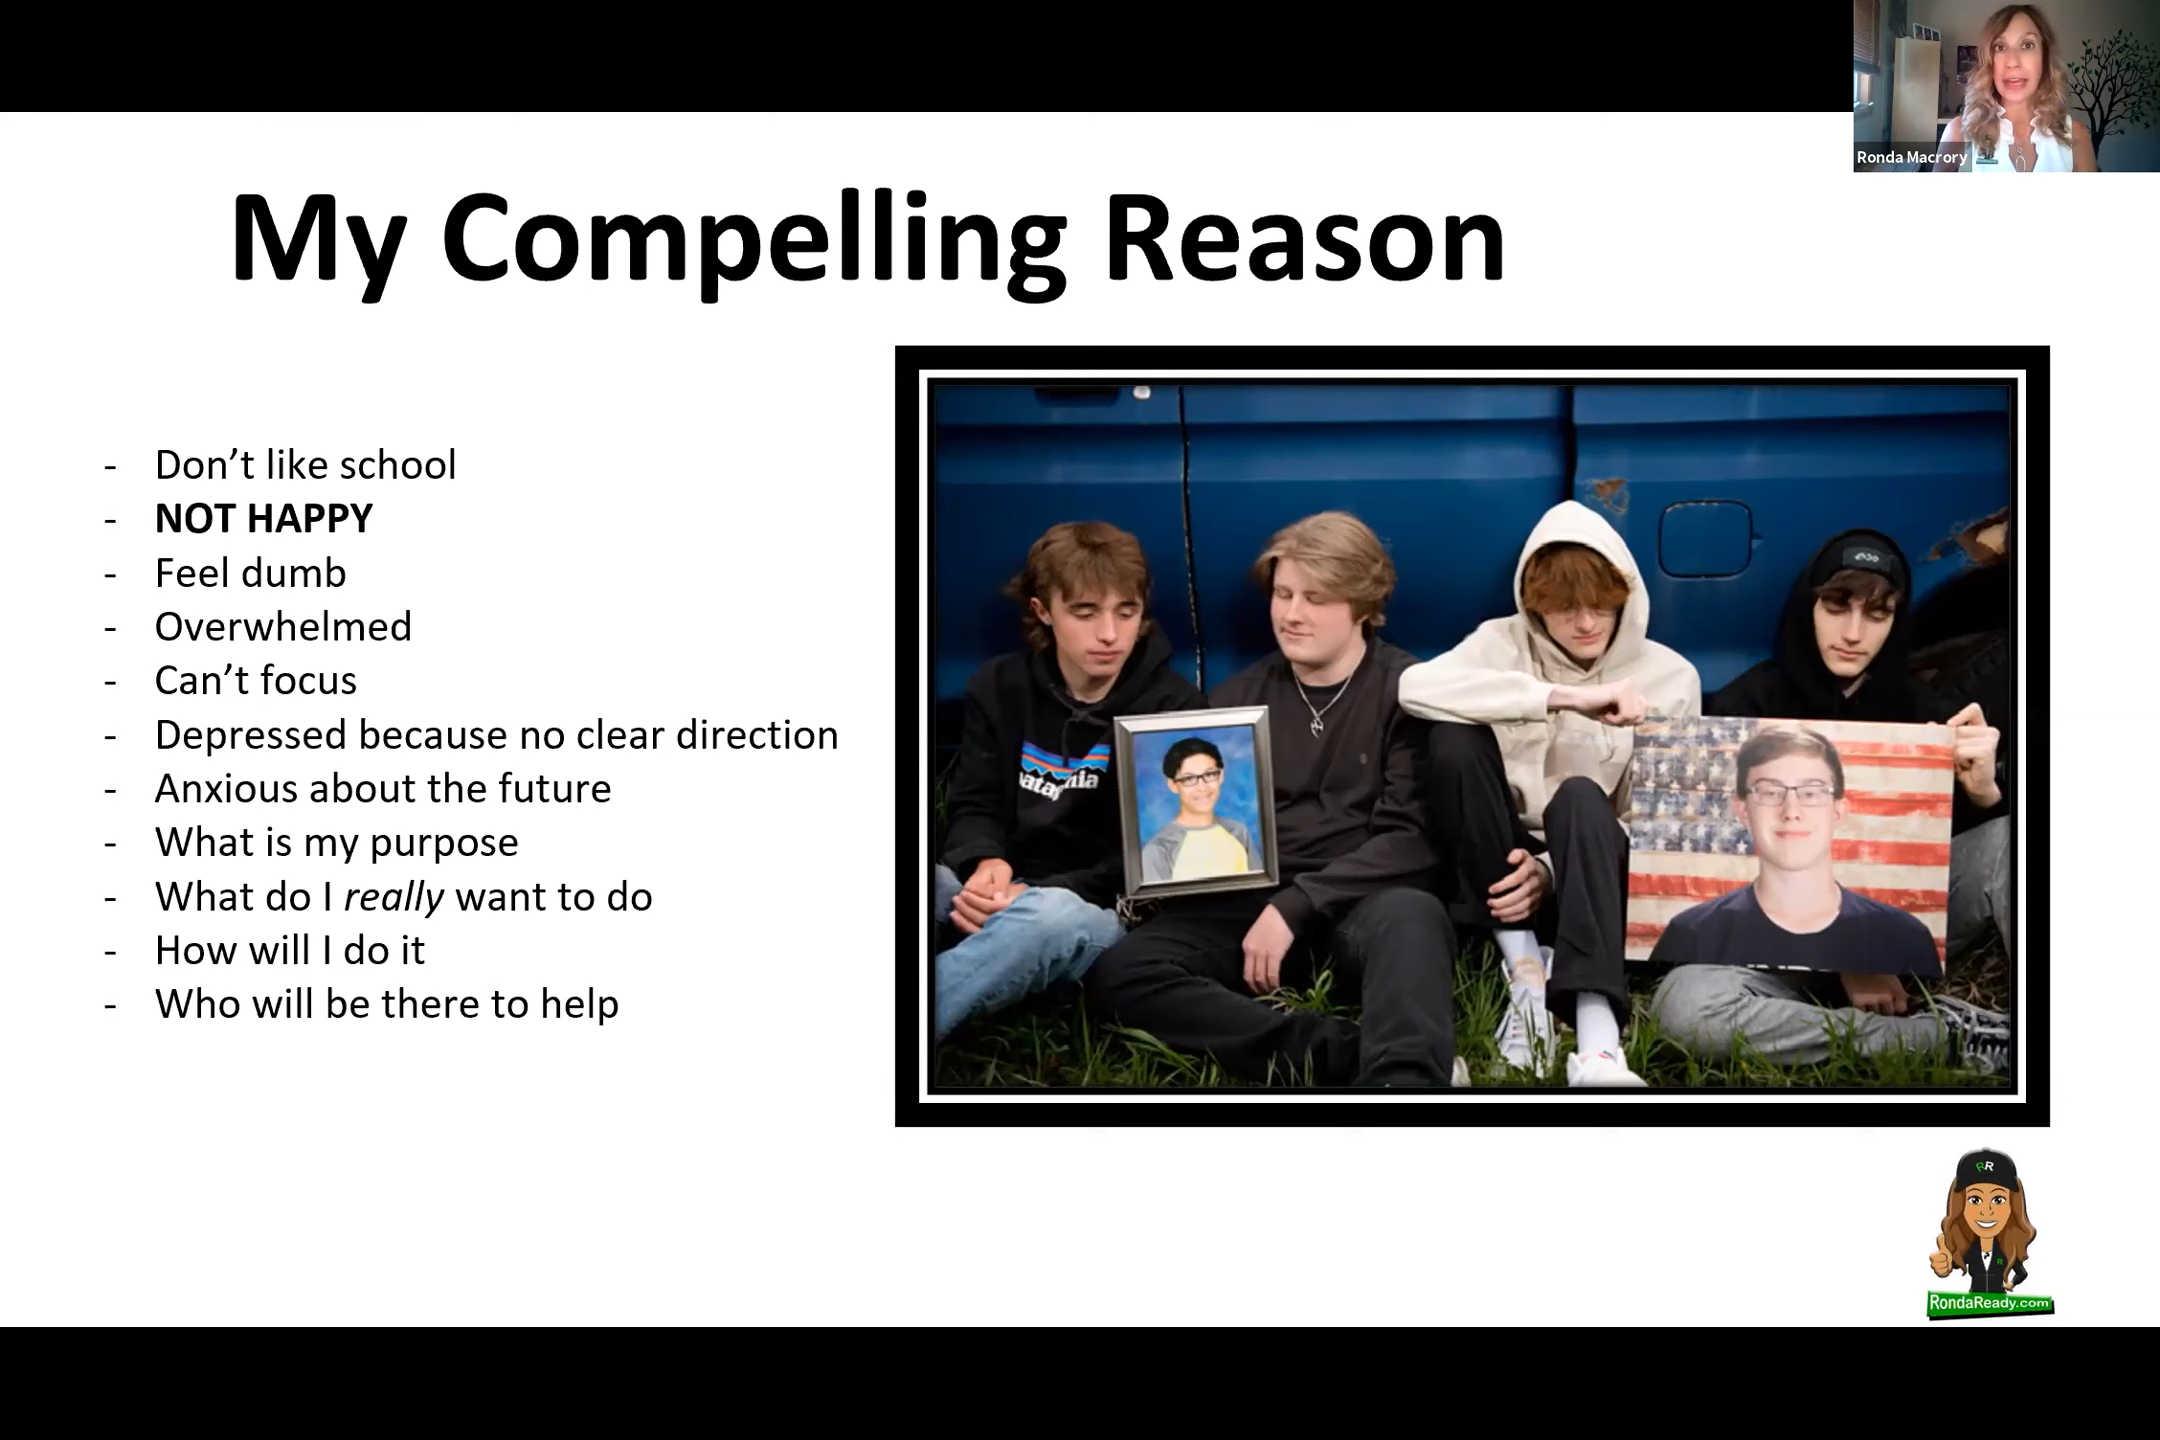 Ronda Macrory
My Compelling Reason
- Don’t like school
- NOT HAPPY
- Feel dumb
- Overwhelmed
- Can’t focus
- Depressed because no clear direction
- Anxious about the future
- What is my purpose
- What do I really want to do
- How will I do it
- Who will be there to help
RR
R
RondaReady.com